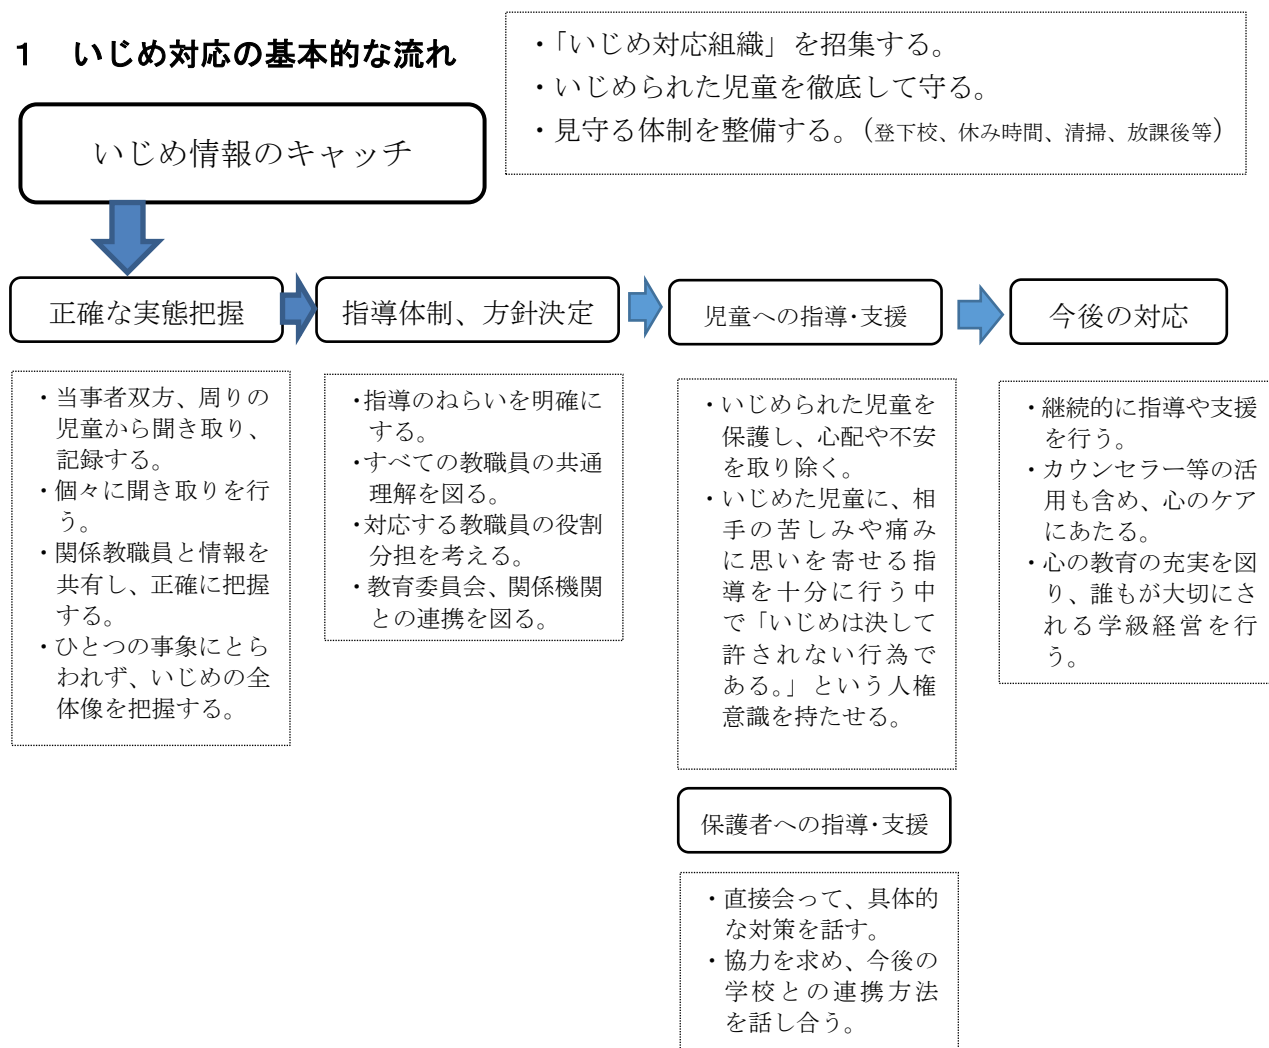 1　いじめ対応の基本的な流れ
・「いじめ対応組織」を招集する。
・いじめられた児童を徹底して守る。
・見守る体制を整備する。（登下校、休み時間、清掃、放課後等）
いじめ情報のキャッチ
正確な実態把握
・当事者双方、周りの
児童から聞き取り、
記録する。
・個々に聞き取りを行
う。
・関係教職員と情報を
共有し、正確に把握
する。
・ひとつの事象にとら
われず、いじめの全
体像を把握する。
指導体制、方針決定
・指導のねらいを明確に
する。
・すべての教職員の共通
理解を図る。
・対応する教職員の役割
分担を考える。
・教育委員会、関係機関
との連携を図る。
児童への指導・支援
・いじめられた児童を
保護し、心配や不安
を取り除く。
・いじめた児童に、相
手の苦しみや痛み
に思いを寄せる指
導を十分に行う中
で「いじめは決して
許されない行為で
ある。」という人権
意識を持たせる。
保護者への指導・支援
・直接会って、具体的
な対策を話す。
・協力を求め、今後の
学校との連携方法
を話し合う。
今後の対応
・継続的に指導や支援
を行う。
・カウンセラー等の活
用も含め、心のケア
にあたる。
・心の教育の充実を図
り、誰もが大切にさ
れる学級経営を行
う。